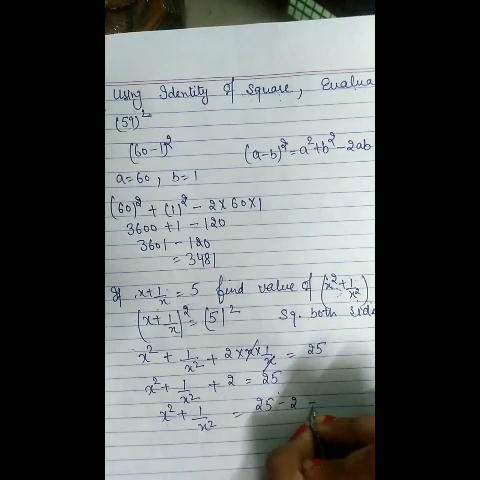 Using Identity of square, Evalua
(59)²
(60-1)² (a-b)² = a² + b² - 2ab
a = 60, b = 1
(60)² + (1)² - 2 × 60 × 1
3600 + 1 - 120
3601 - 120
= 3481
If x + 1/x = 5 find value of (x² + 1/x²)
(x + 1/x)² = (5)² Sq. both side
x² + 1/x² + 2 × x × 1/x = 25
x² + 1/x² + 2 = 25
x² + 1/x² = 25 - 2 =